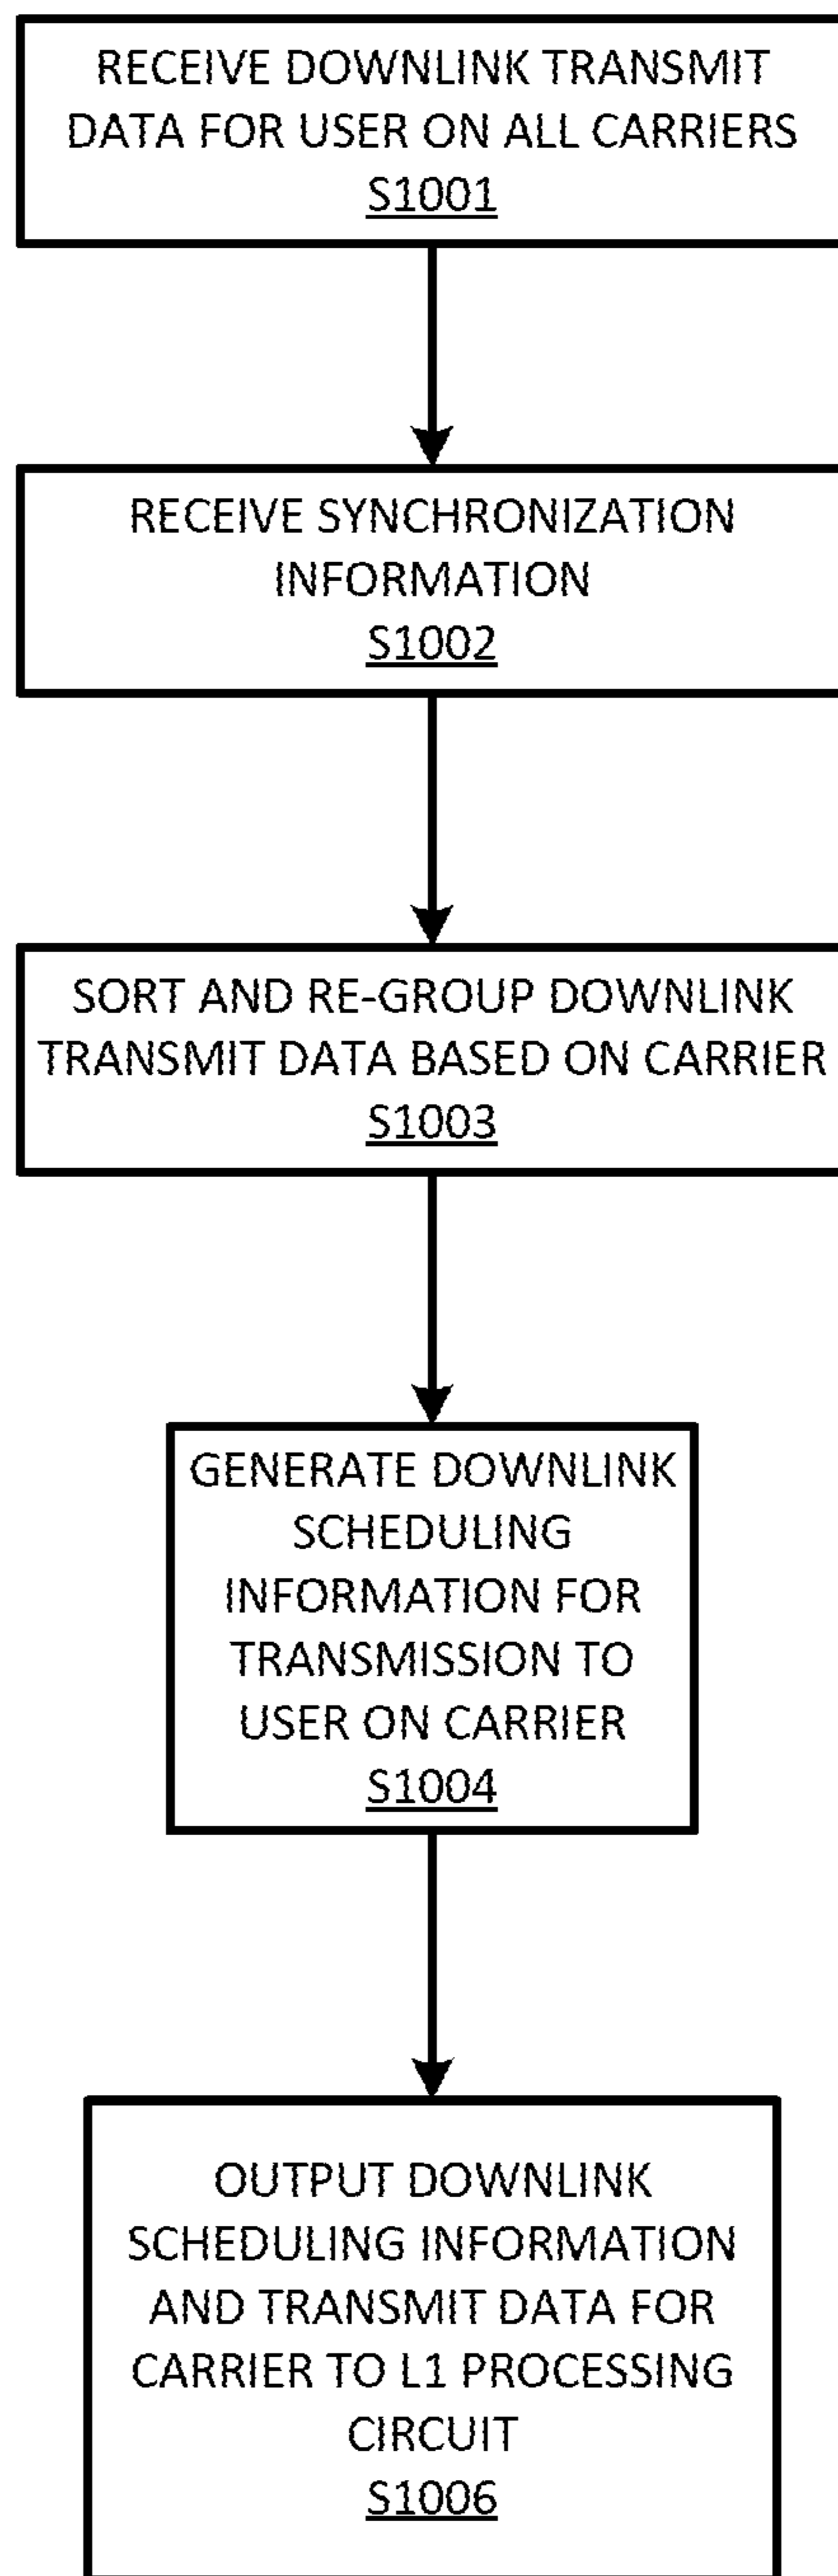 RECEIVE DOWNLINK TRANSMIT
DATA FOR USER ON ALL CARRIERS
S1001
RECEIVE SYNCHRONIZATION
INFORMATION
S1002
SORT AND RE-GROUP DOWNLINK
TRANSMIT DATA BASED ON CARRIER
S1003
GENERATE DOWNLINK
SCHEDULING
INFORMATION FOR
TRANSMISSION TO
USER ON CARRIER
S1004
OUTPUT DOWNLINK
SCHEDULING INFORMATION
AND TRANSMIT DATA FOR
CARRIER TO L1 PROCESSING
CIRCUIT
S1006